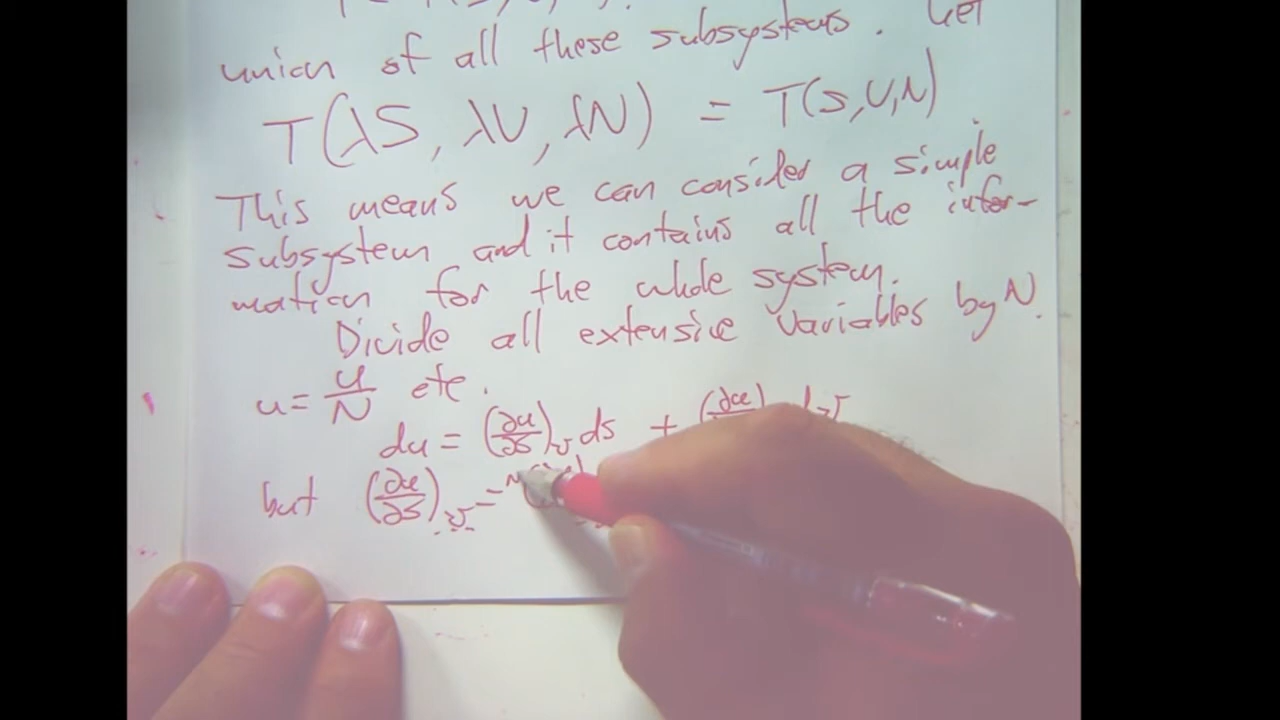 union of all these subsystems. Get
T(λS, λU, λN) = T(S, U, N)
This means we can consider a simple
subsystem and it contains all the infor-
mation for the whole system.
Divide all extensive variables by N.
u = U/N etc.
du = (∂u/∂s)_v ds + (∂u/ dv
but (∂u/∂s)_v =